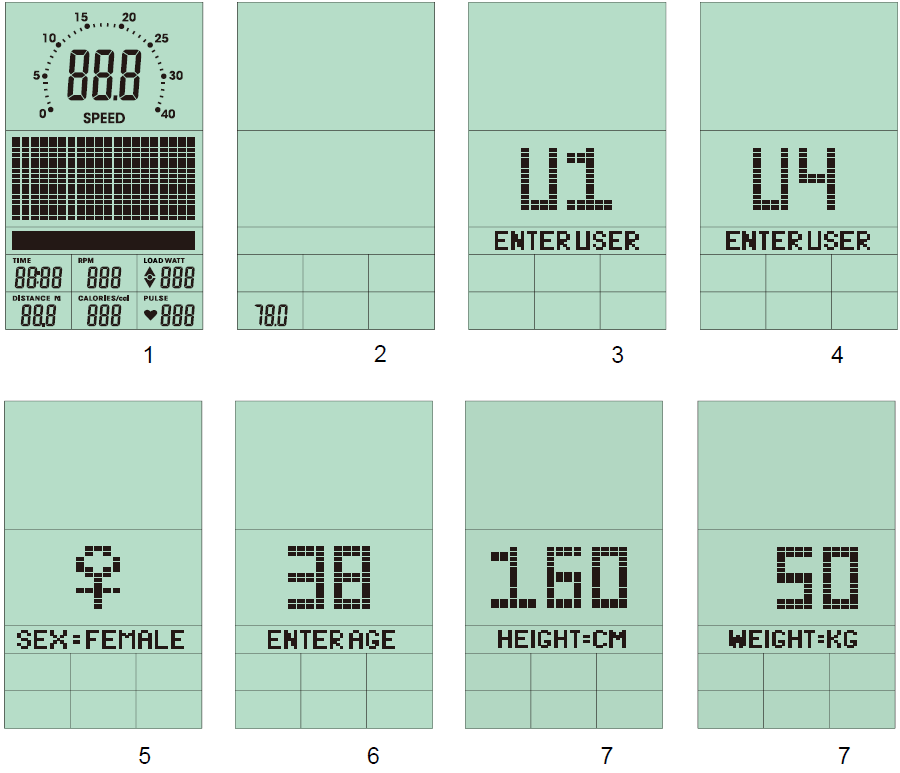 15 20
10 25
5 88.8 30
0 SPEED 40
TIME RPM LOAD WATT
88:88 888 888
DISTANCE M CALORIES/cal PULSE
88.8 888 888
1
78.0
2
U1
ENTER USER
3
U4
ENTER USER
4
SEX=FEMALE
5
38
ENTER AGE
6
160
HEIGHT=CM
7
50
WEIGHT=KG
7